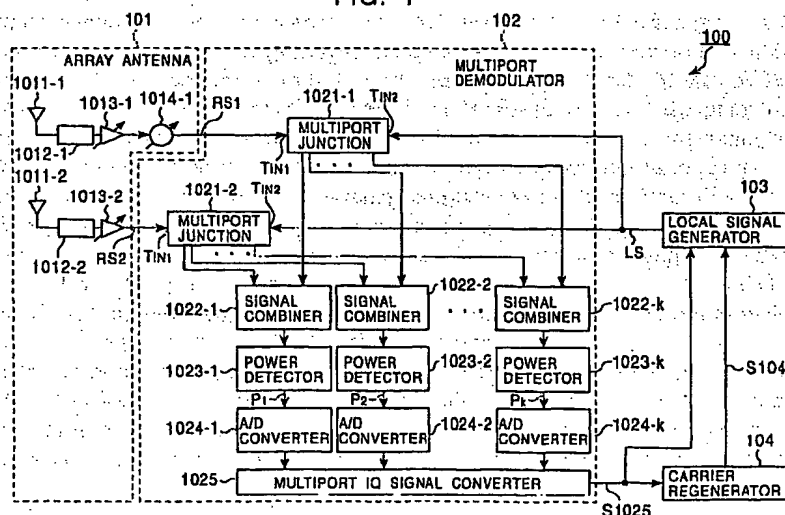 FIG. 1
101
102
100
ARRAY ANTENNA
MULTIPORT
DEMODULATOR
1011-1
1013-1
1014-1
RS1
1021-1
TIN2
MULTIPORT
JUNCTION
TIN1
1012-1
1011-2
1013-2
1021-2
TIN2
MULTIPORT
JUNCTION
TIN1
RS2
1012-2
103
LOCAL SIGNAL
GENERATOR
LS
1022-1
SIGNAL
COMBINER
1022-2
SIGNAL
COMBINER
SIGNAL
COMBINER
1022-k
1023-1
POWER
DETECTOR
1023-2
POWER
DETECTOR
POWER
DETECTOR
1023-k
S104
P1
P2
Pk
1024-1
A/D
CONVERTER
1024-2
A/D
CONVERTER
A/D
CONVERTER
1024-k
1025
MULTIPORT IQ SIGNAL CONVERTER
S1025
104
CARRIER
REGENERATOR